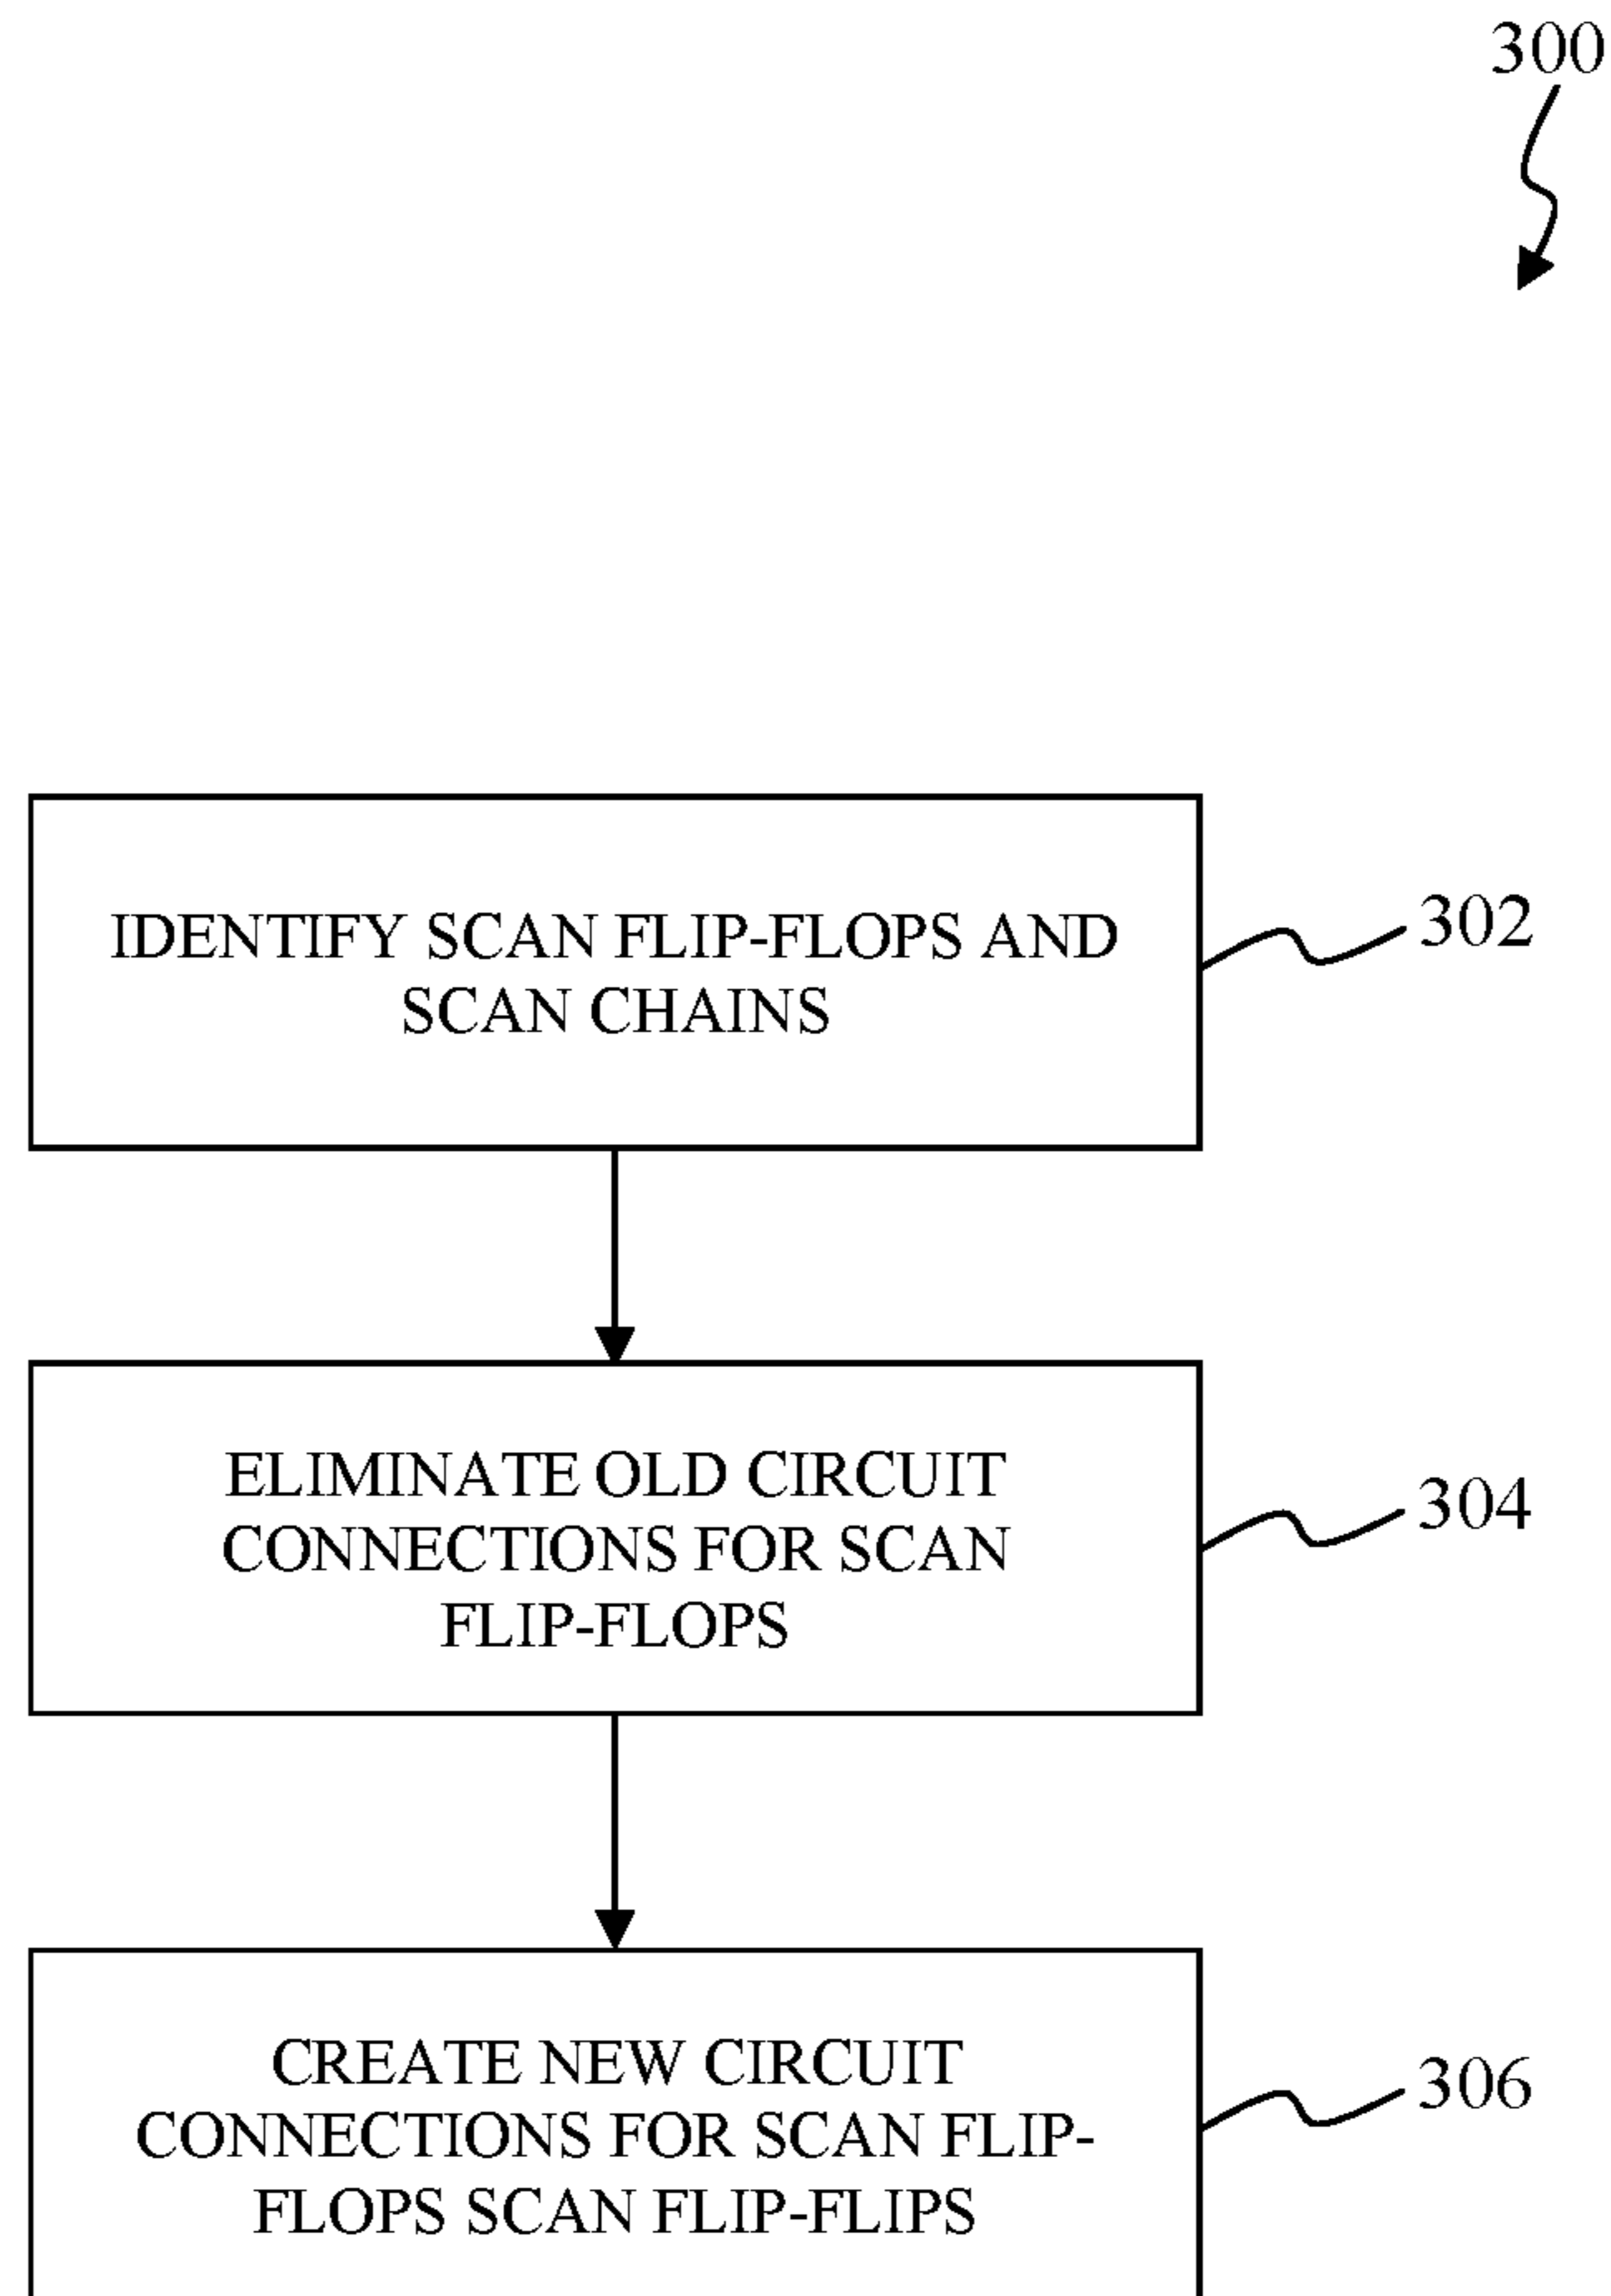 300
IDENTIFY SCAN FLIP-FLOPS AND
SCAN CHAINS
302
ELIMINATE OLD CIRCUIT
CONNECTIONS FOR SCAN
FLIP-FLOPS
304
CREATE NEW CIRCUIT
CONNECTIONS FOR SCAN FLIP-
FLOPS SCAN FLIP-FLIPS
306